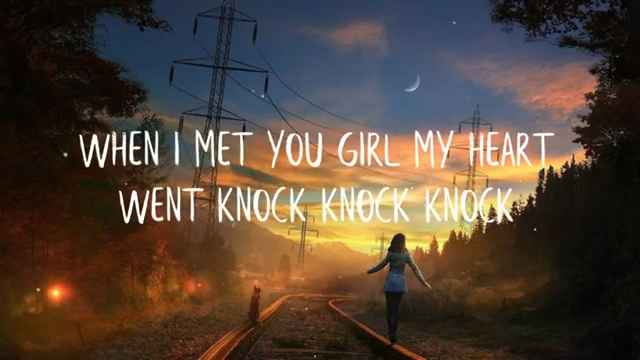 WHEN I MET YOU GIRL MY HEART
WENT KNOCK KNOCK KNOCK